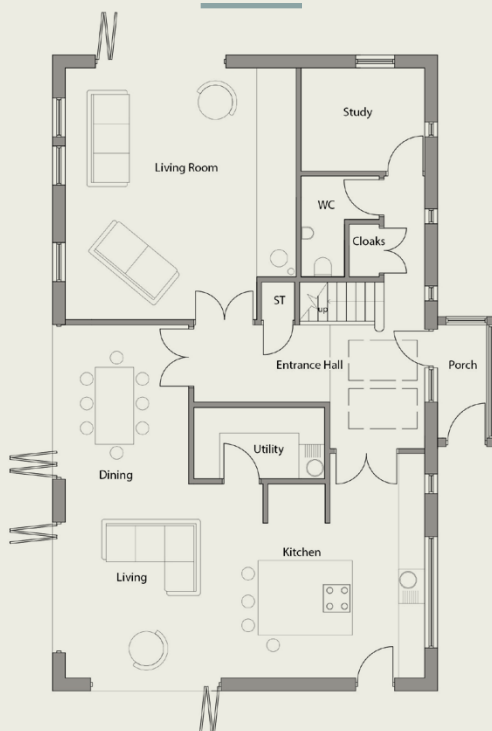 Study
Living Room
WC
Cloaks
ST
up
Entrance Hall
Porch
Utility
Dining
Kitchen
Living